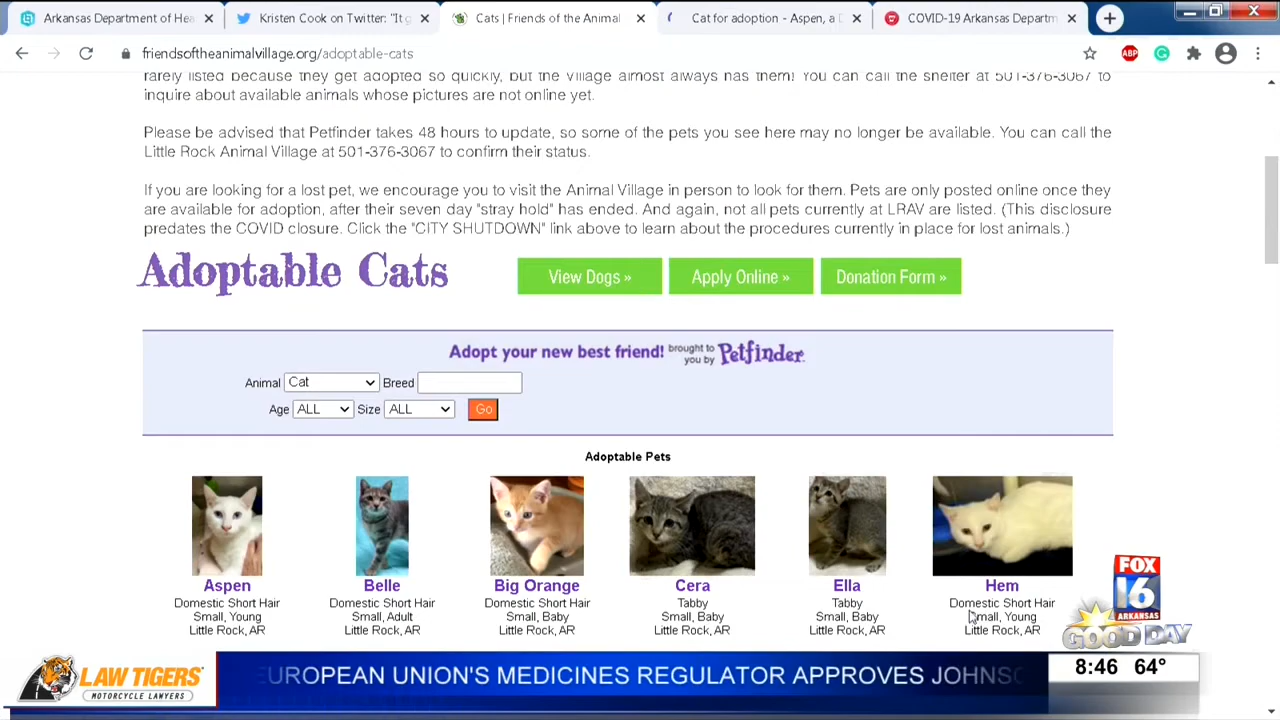 Arkansas Department of Hea
Kristen Cook on Twitter: "It g
Cats | Friends of the Animal
Cat for adoption - Aspen, a D
COVID-19 Arkansas Departm
friendsoftheanimalvillage.org/adoptable-cats
ABP
rarely listed because they get adopted so quickly, but the Village almost always has them! You can call the shelter at 501-376-3067 to
inquire about available animals whose pictures are not online yet.
Please be advised that Petfinder takes 48 hours to update, so some of the pets you see here may no longer be available. You can call the
Little Rock Animal Village at 501-376-3067 to confirm their status.
If you are looking for a lost pet, we encourage you to visit the Animal Village in person to look for them. Pets are only posted online once they
are available for adoption, after their seven day "stray hold" has ended. And again, not all pets currently at LRAV are listed. (This disclosure
predates the COVID closure. Click the "CITY SHUTDOWN" link above to learn about the procedures currently in place for lost animals.)
Adoptable Cats
View Dogs »
Apply Online »
Donation Form »
Adopt your new best friend! brought to you by Petfinder.
Animal Cat Breed
Age ALL Size ALL Go
Adoptable Pets
Aspen
Domestic Short Hair
Small, Young
Little Rock, AR
Belle
Domestic Short Hair
Small, Adult
Little Rock, AR
Big Orange
Domestic Short Hair
Small, Baby
Little Rock, AR
Cera
Tabby
Small, Baby
Little Rock, AR
Ella
Tabby
Small, Baby
Little Rock, AR
Hem
Domestic Short Hair
Small, Young
Little Rock, AR
FOX
16
ARKANSAS
GOOD DAY
LAW TIGERS
MOTORCYCLE LAWYERS
EUROPEAN UNION'S MEDICINES REGULATOR APPROVES JOHNSO
8:46 64°